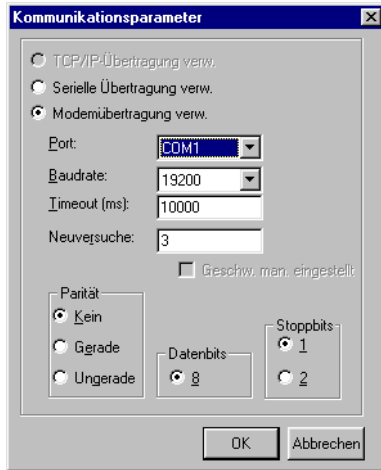 Kommunikationsparameter
TCP/IP-Übertragung verw.
Serielle Übertragung verw.
Modemübertragung verw.
Port: COM1
Baudrate: 19200
Timeout (ms): 10000
Neuversuche: 3
Geschw. man. eingestellt
Parität
Kein
Gerade
Ungerade
Datenbits
8
Stoppbits
1
2
OK Abbrechen